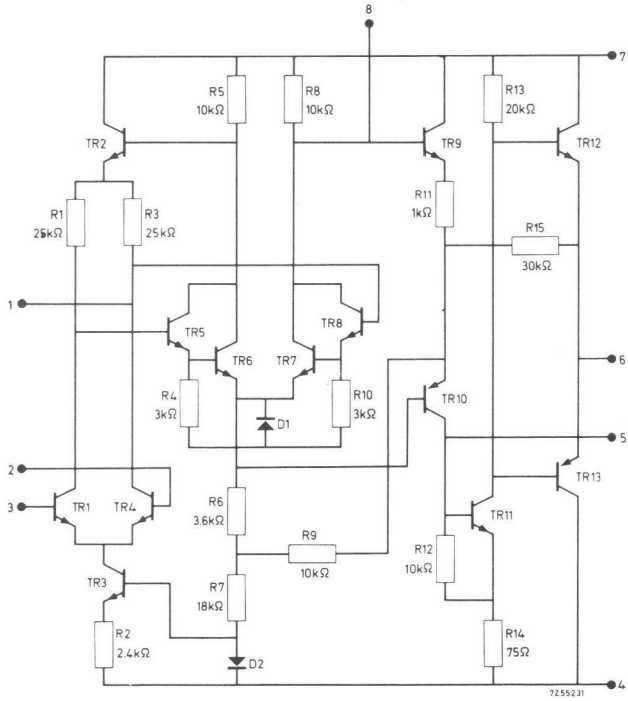 8
7
R5
10kΩ
R8
10kΩ
R13
20kΩ
TR2
TR9
TR12
R1
25kΩ
R3
25kΩ
R11
1kΩ
R15
30kΩ
1
TR5
TR6
TR7
TR8
6
R4
3kΩ
D1
R10
3kΩ
TR10
5
2
3
TR1
TR4
R6
3.6kΩ
TR13
TR11
R9
10kΩ
R12
10kΩ
TR3
R7
18kΩ
R2
2.4kΩ
D2
R14
75Ω
4
7Z55231